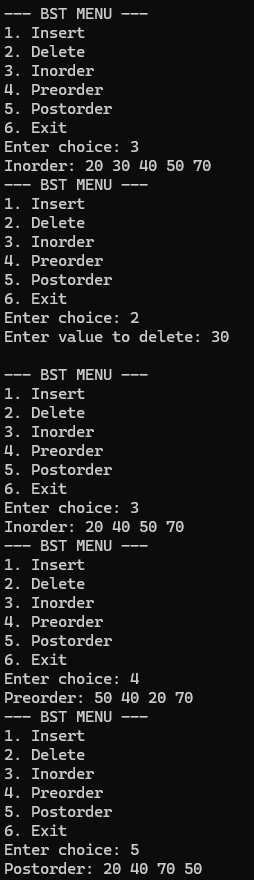 --- BST MENU ---
1. Insert
2. Delete
3. Inorder
4. Preorder
5. Postorder
6. Exit
Enter choice: 3
Inorder: 20 30 40 50 70
--- BST MENU ---
1. Insert
2. Delete
3. Inorder
4. Preorder
5. Postorder
6. Exit
Enter choice: 2
Enter value to delete: 30

--- BST MENU ---
1. Insert
2. Delete
3. Inorder
4. Preorder
5. Postorder
6. Exit
Enter choice: 3
Inorder: 20 40 50 70
--- BST MENU ---
1. Insert
2. Delete
3. Inorder
4. Preorder
5. Postorder
6. Exit
Enter choice: 4
Preorder: 50 40 20 70
--- BST MENU ---
1. Insert
2. Delete
3. Inorder
4. Preorder
5. Postorder
6. Exit
Enter choice: 5
Postorder: 20 40 70 50